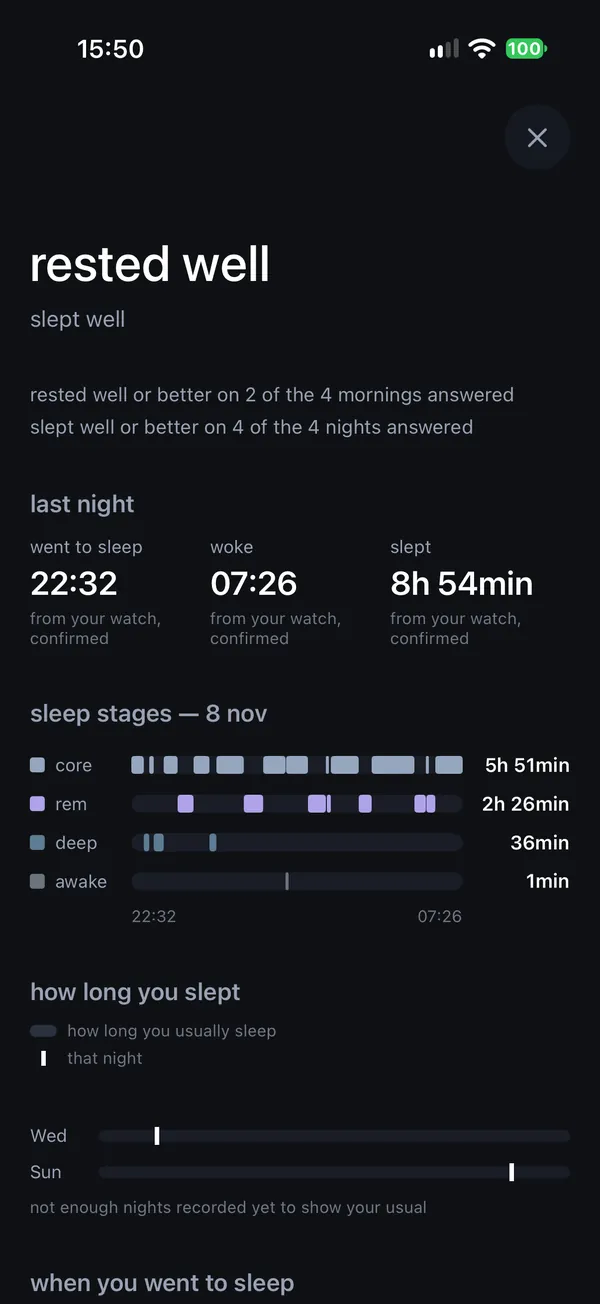 15:50
100
rested well
slept well
rested well or better on 2 of the 4 mornings answered
slept well or better on 4 of the 4 nights answered
last night
went to sleep woke slept
22:32 07:26 8h 54min
from your watch, from your watch, from your watch,
confirmed confirmed confirmed
sleep stages — 8 nov
core 5h 51min
rem 2h 26min
deep 36min
awake 1min
22:32 07:26
how long you slept
how long you usually sleep
that night
Wed
Sun
not enough nights recorded yet to show your usual
when you went to sleep